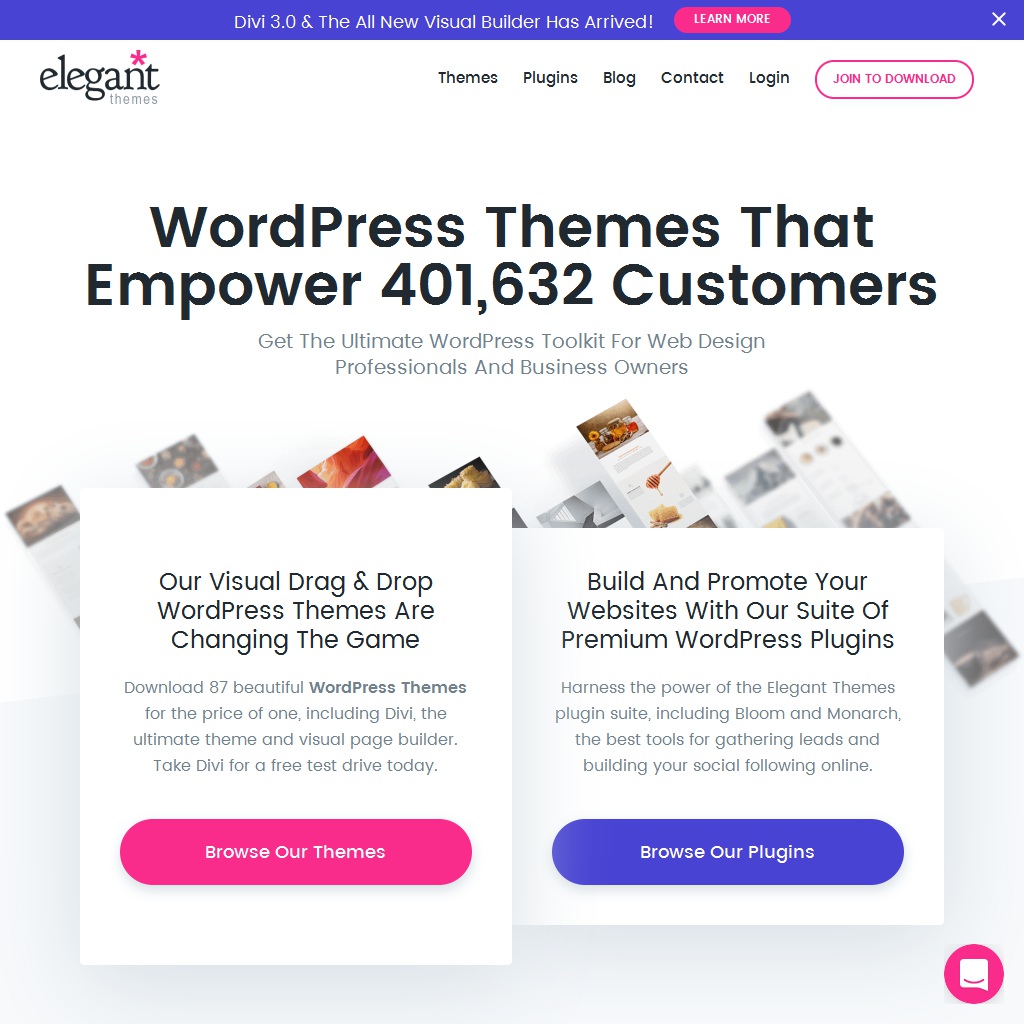 Divi 3.0 & The All New Visual Builder Has Arrived!
LEARN MORE
elegant
themes
Themes
Plugins
Blog
Contact
Login
JOIN TO DOWNLOAD
WordPress Themes That
Empower 401,632 Customers
Get The Ultimate WordPress Toolkit For Web Design
Professionals And Business Owners
Our Visual Drag & Drop
WordPress Themes Are
Changing The Game
Download 87 beautiful WordPress Themes
for the price of one, including Divi, the
ultimate theme and visual page builder.
Take Divi for a free test drive today.
Browse Our Themes
Build And Promote Your
Websites With Our Suite Of
Premium WordPress Plugins
Harness the power of the Elegant Themes
plugin suite, including Bloom and Monarch,
the best tools for gathering leads and
building your social following online.
Browse Our Plugins